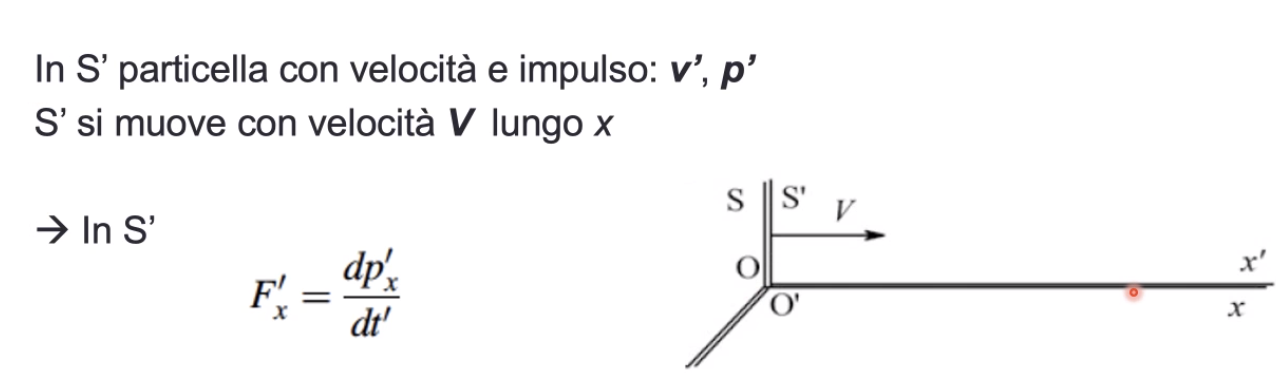 In S’ particella con velocità e impulso: v’, p’
S’ si muove con velocità V lungo x
→ In S’
F'ₓ = dp'ₓ / dt'
S S' V
O
O'
x'
x